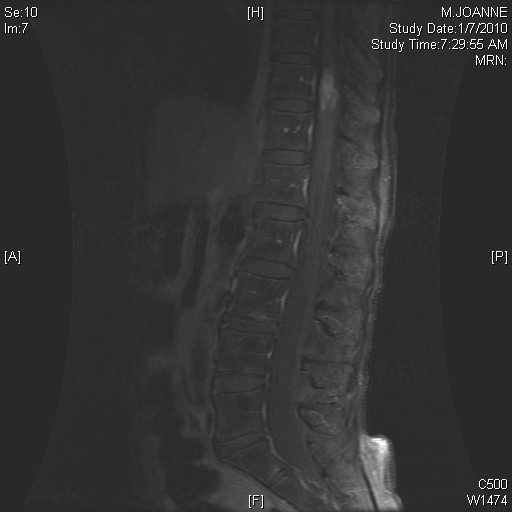 Se:10
Im:7
[H]
M.JOANNE
Study Date:1/7/2010
Study Time:7:29:55 AM
MRN:
[A]
[P]
[F]
C500
W1474